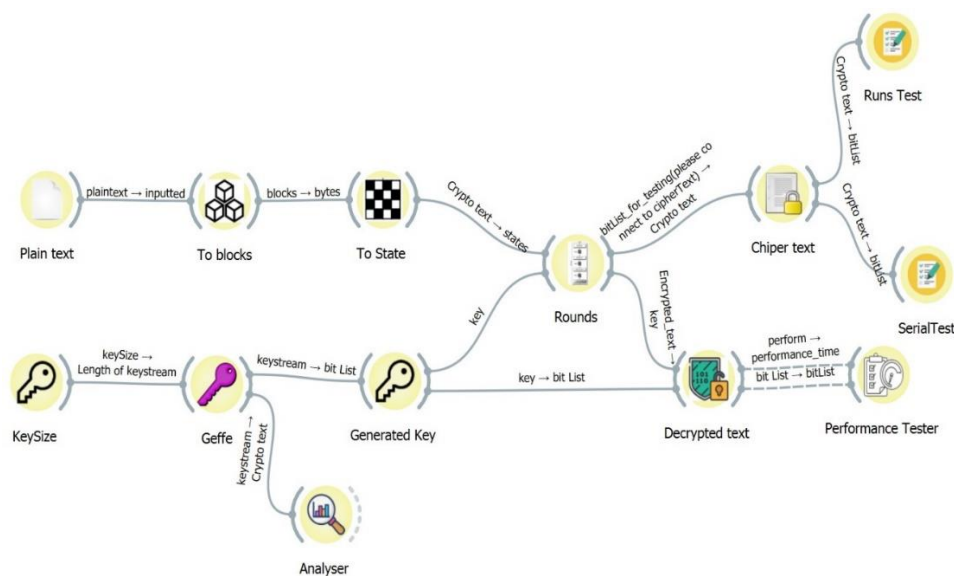 Runs Test
Crypto text → bitList
bitList_for_testing(please co
nnect to cipherText) →
Crypto text
plaintext → inputted
blocks → bytes
Crypto text → states
Crypto text → bitList
Plain text
To blocks
To State
Chiper text
Rounds
SerialTest
key
Encrypted_text →
key
keySize →
Length of keystream
keystream → bit List
key → bit List
perform →
performance_time
bit List → bitList
KeySize
Geffe
Generated Key
Decrypted text
Performance Tester
keystream →
Crypto text
Analyser
101
110